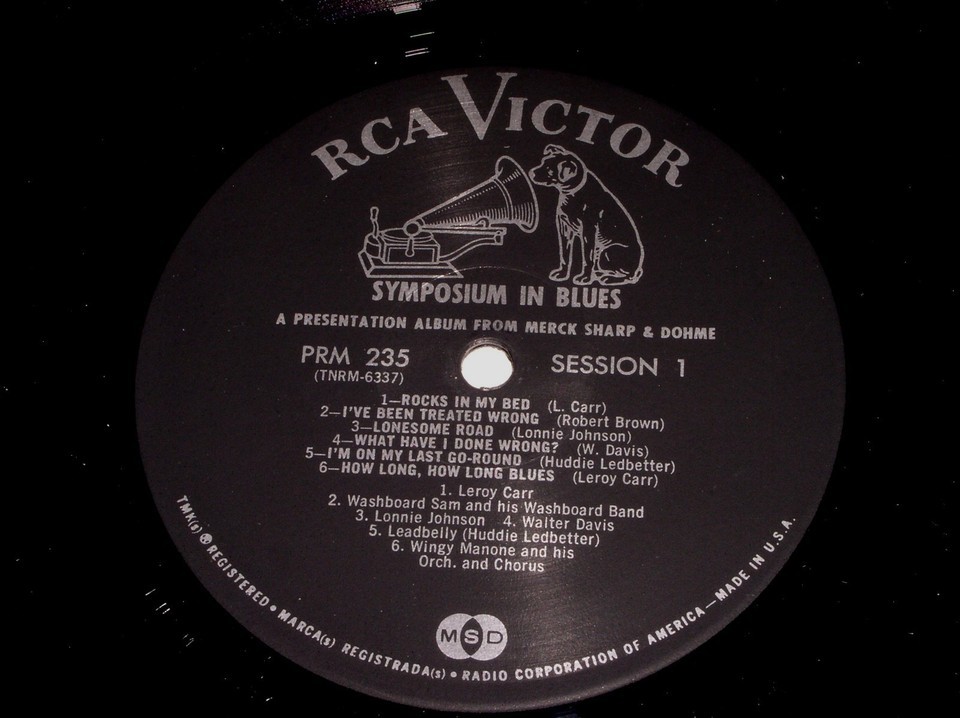 RCA VICTOR
SYMPOSIUM IN BLUES
A PRESENTATION ALBUM FROM MERCK SHARP & DOHME
PRM 235 SESSION 1
(TNRM-6337)
1—ROCKS IN MY BED (L. Carr)
2—I'VE BEEN TREATED WRONG (Robert Brown)
3—LONESOME ROAD (Lonnie Johnson)
4—WHAT HAVE I DONE WRONG? (W. Davis)
5—I'M ON MY LAST GO-ROUND (Huddie Ledbetter)
6—HOW LONG, HOW LONG BLUES (Leroy Carr)
1. Leroy Carr
2. Washboard Sam and his Washboard Band
3. Lonnie Johnson 4. Walter Davis
5. Leadbelly (Huddie Ledbetter)
6. Wingy Manone and his
Orch. and Chorus
MSD
TMK(s) ® REGISTERED • MARCA(s) REGISTRADA(s) • RADIO CORPORATION OF AMERICA—MADE IN U.S.A.